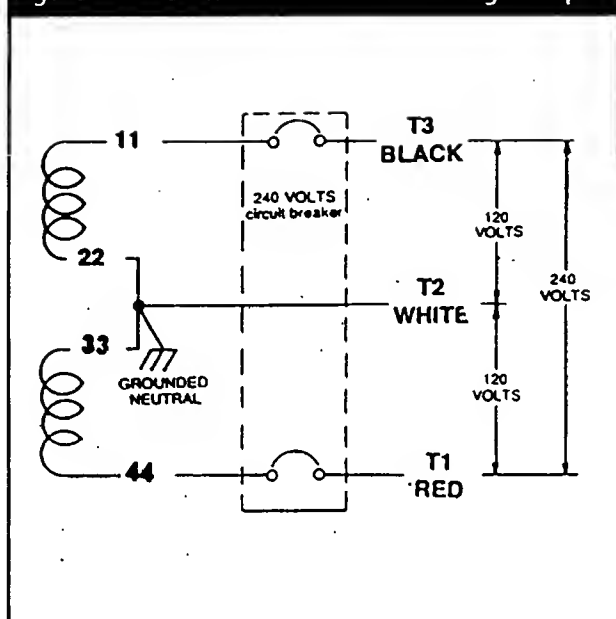 11
T3
BLACK
240 VOLTS
circuit breaker
120
VOLTS
22
T2
WHITE
240
VOLTS
33
GROUNDED
NEUTRAL
120
VOLTS
44
T1
RED